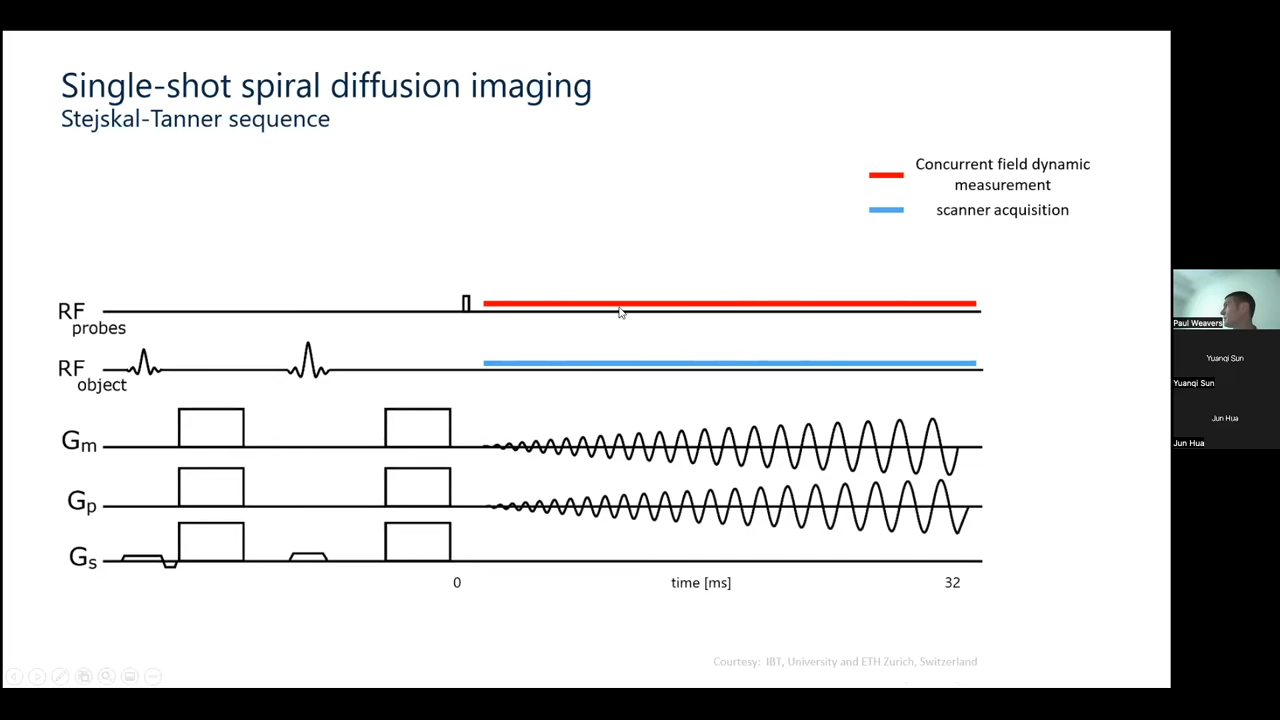 Single-shot spiral diffusion imaging
Stejskal-Tanner sequence
Concurrent field dynamic
measurement
scanner acquisition
RF
probes
RF
object
Gm
Gp
Gs
0
time [ms]
32
Courtesy: IBT, University and ETH Zurich, Switzerland
Paul Weavers
Yuanqi Sun
Yuanqi Sun
Jun Hua
Jun Hua